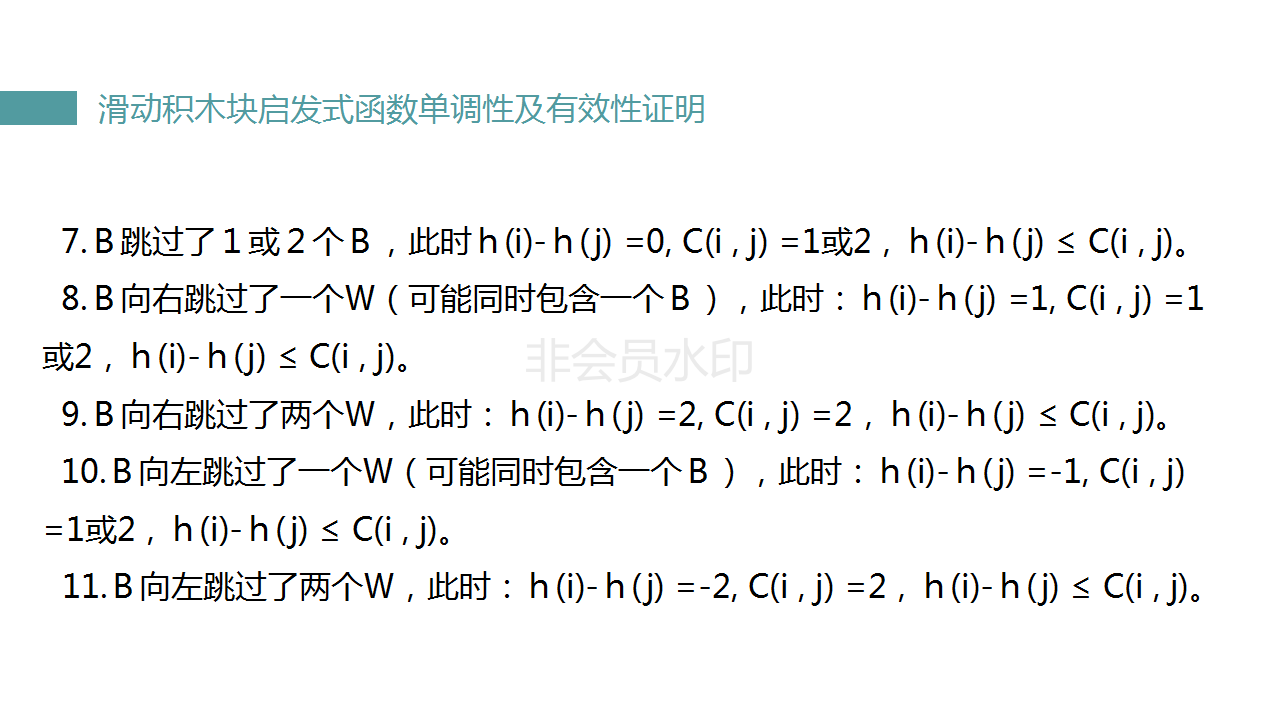 滑动积木块启发式函数单调性及有效性证明
7. B 跳过了 1 或 2 个 B ，此时 h (i)- h ( j) =0, C(i , j) =1或2， h (i)- h ( j) ≤ C(i , j)。
8. B 向右跳过了一个W（可能同时包含一个 B ），此时： h (i)- h ( j) =1, C(i , j) =1
或2， h (i)- h ( j) ≤ C(i , j)。
非会员水印
9. B 向右跳过了两个W，此时： h (i)- h ( j) =2, C(i , j) =2， h (i)- h ( j) ≤ C(i , j)。
10. B 向左跳过了一个W（可能同时包含一个 B ），此时： h (i)- h ( j) =-1, C(i , j)
=1或2， h (i)- h ( j) ≤ C(i , j)。
11. B 向左跳过了两个W，此时： h (i)- h ( j) =-2, C(i , j) =2， h (i)- h ( j) ≤ C(i , j)。